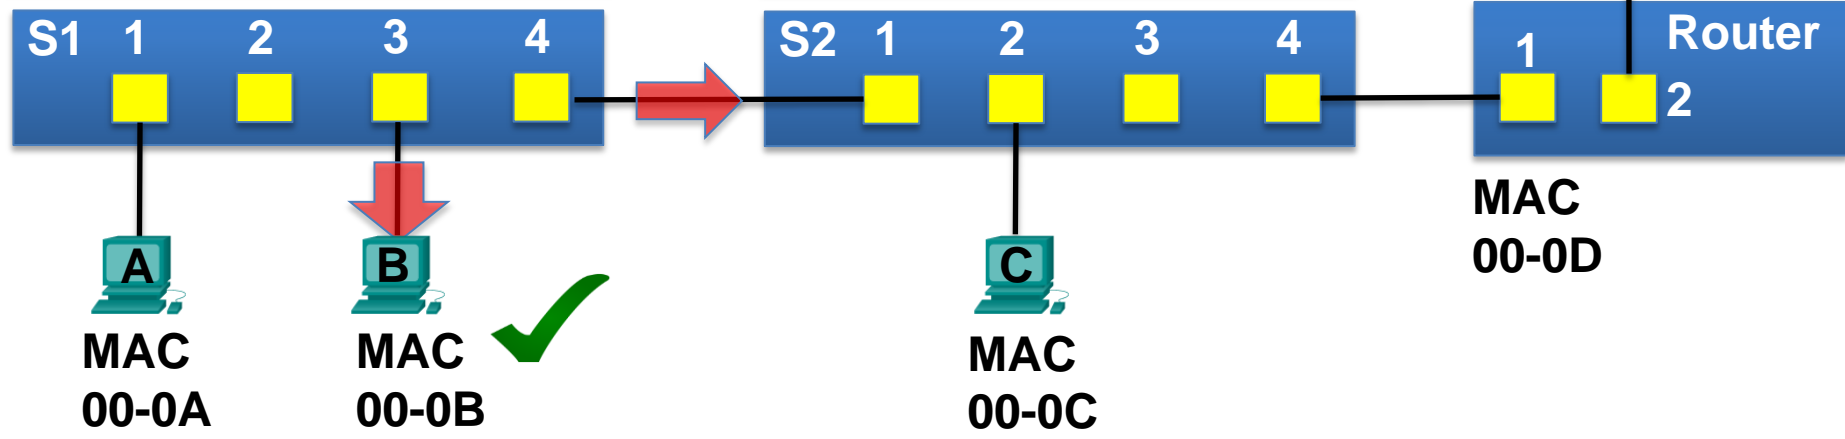 S1 1 2 3 4
S2 1 2 3 4
1 Router
2
A
MAC
00-0A
B
MAC
00-0B
C
MAC
00-0C
MAC
00-0D